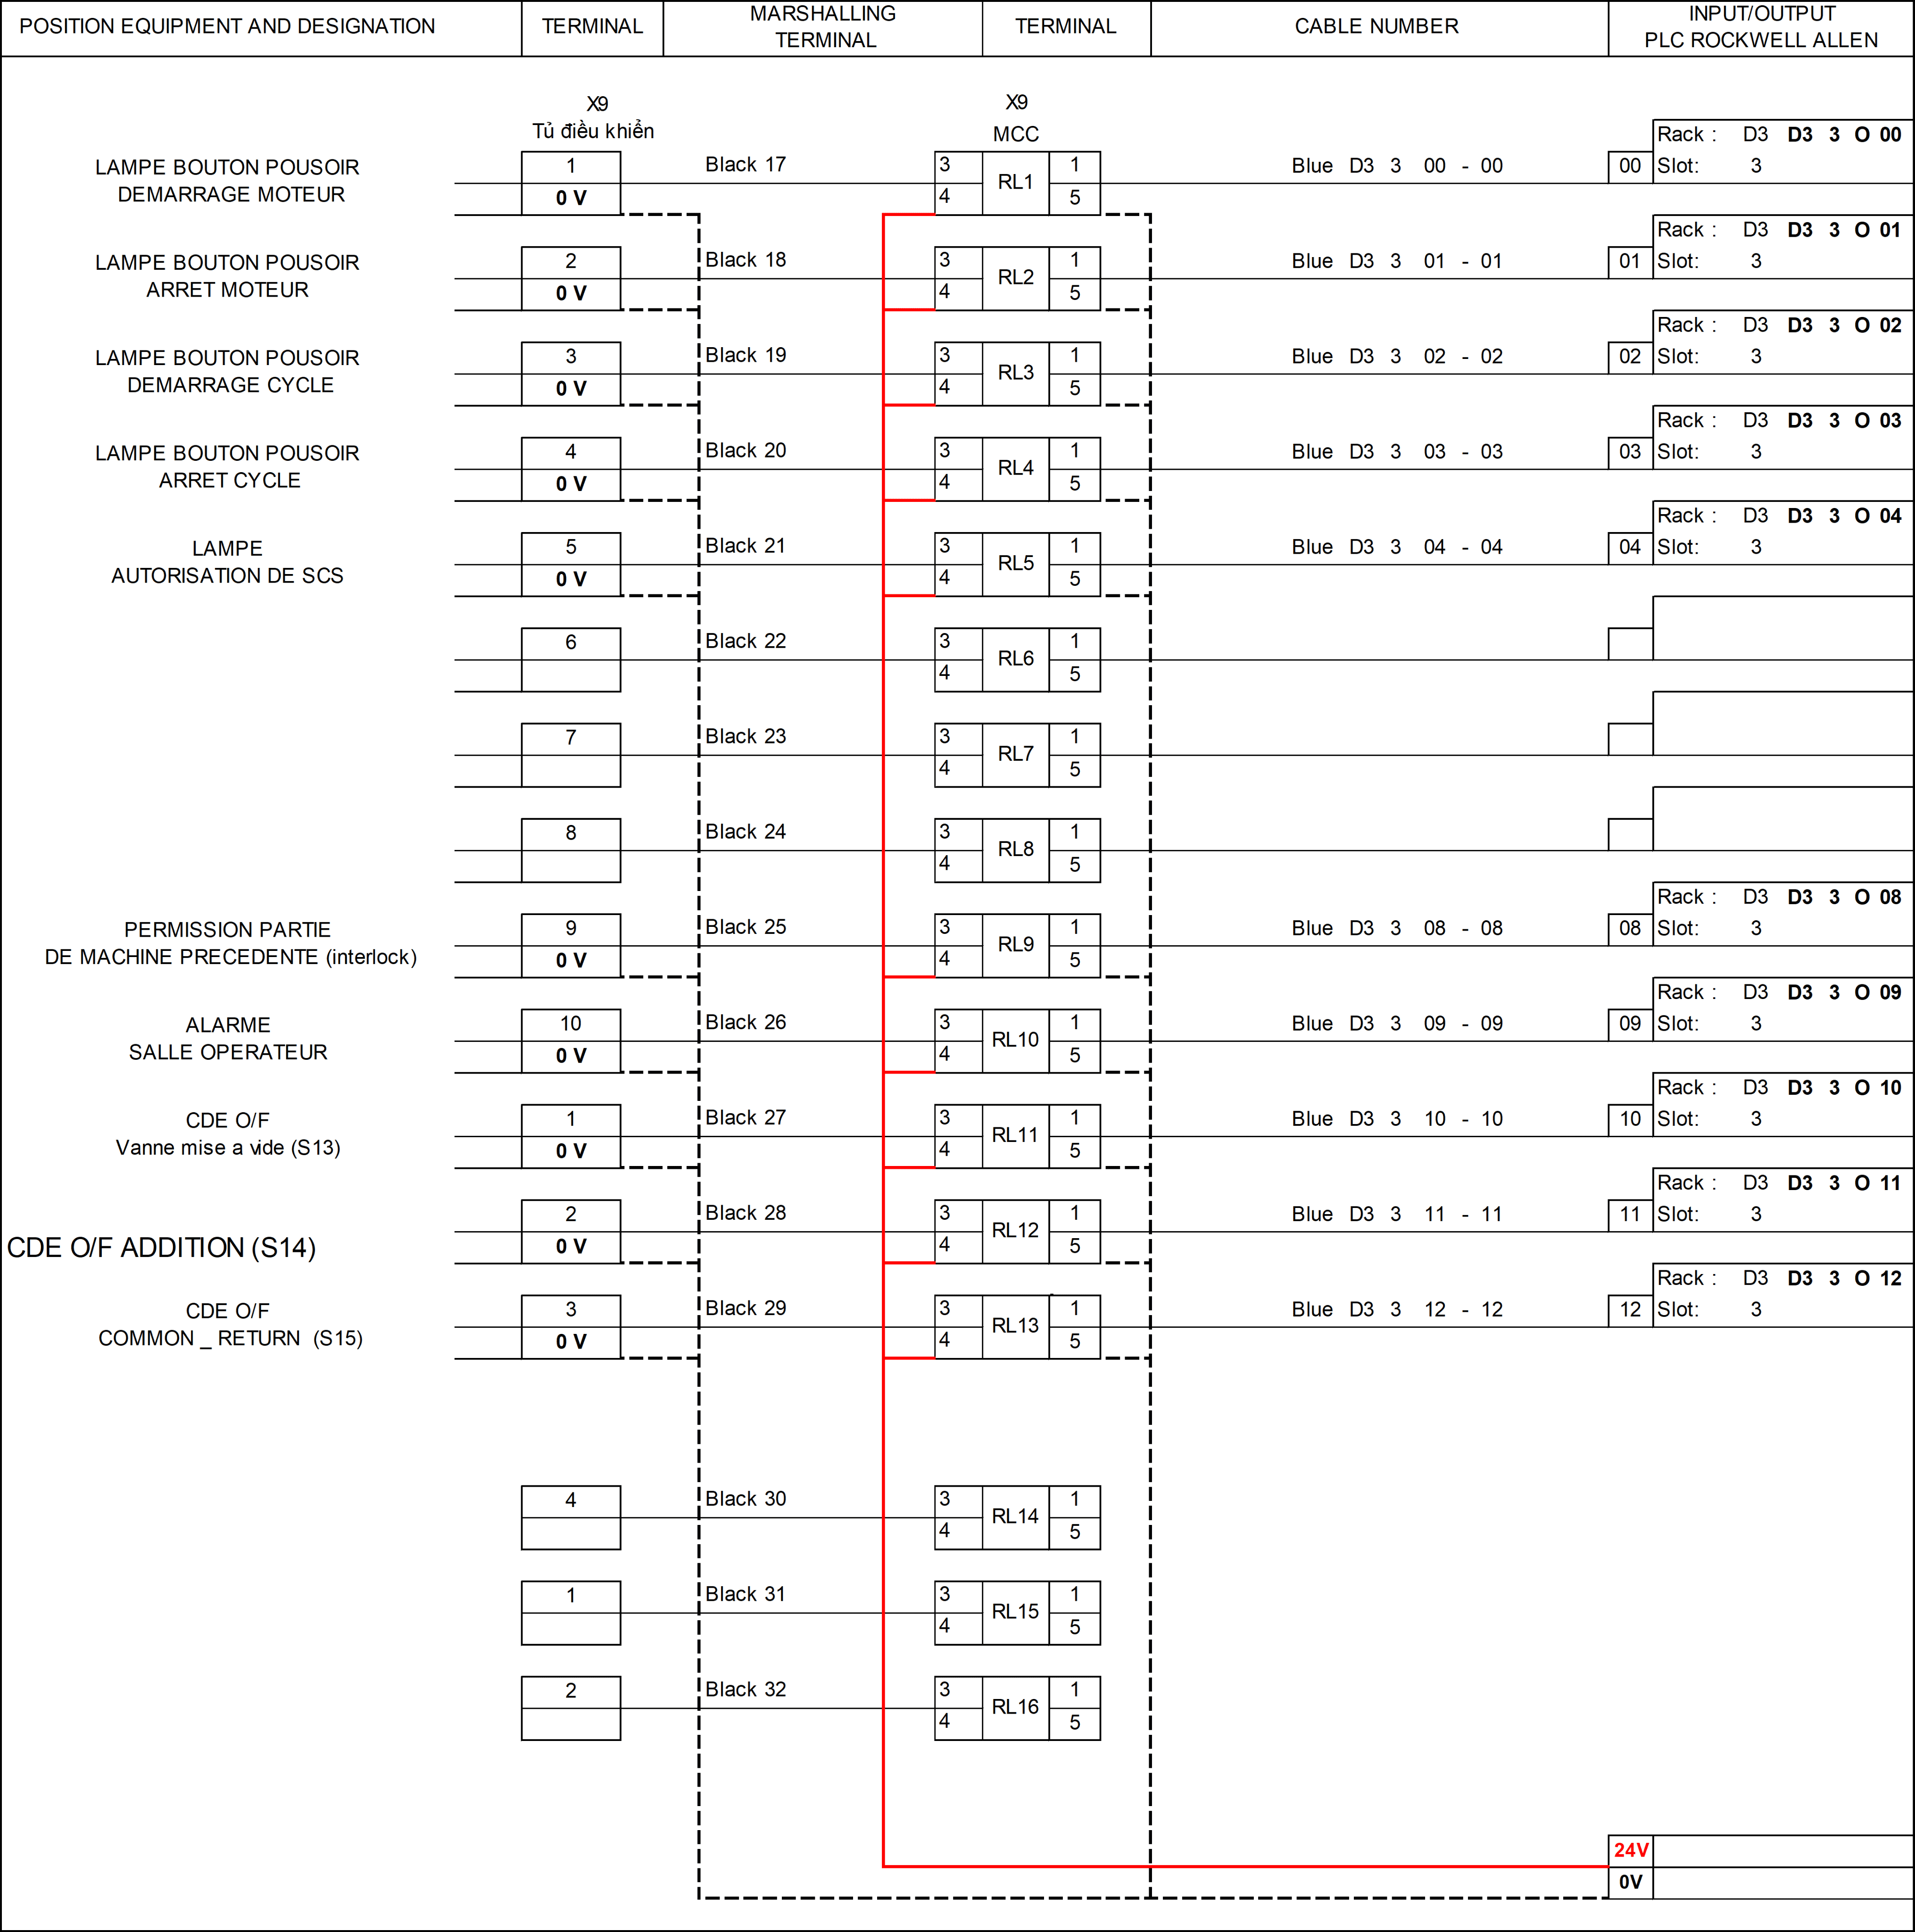 POSITION EQUIPMENT AND DESIGNATION TERMINAL MARSHALLING TERMINAL TERMINAL CABLE NUMBER INPUT/OUTPUT PLC ROCKWELL ALLEN
X9 X9
Tủ điều khiển MCC
Rack : D3 D3 3 O 00
LAMPE BOUTON POUSOIR 1 Black 17 3 RL1 1 Blue D3 3 00 - 00 00 Slot: 3
DEMARRAGE MOTEUR 0 V 4 5
Rack : D3 D3 3 O 01
LAMPE BOUTON POUSOIR 2 Black 18 3 RL2 1 Blue D3 3 01 - 01 01 Slot: 3
ARRET MOTEUR 0 V 4 5
Rack : D3 D3 3 O 02
LAMPE BOUTON POUSOIR 3 Black 19 3 RL3 1 Blue D3 3 02 - 02 02 Slot: 3
DEMARRAGE CYCLE 0 V 4 5
Rack : D3 D3 3 O 03
LAMPE BOUTON POUSOIR 4 Black 20 3 RL4 1 Blue D3 3 03 - 03 03 Slot: 3
ARRET CYCLE 0 V 4 5
Rack : D3 D3 3 O 04
LAMPE 5 Black 21 3 RL5 1 Blue D3 3 04 - 04 04 Slot: 3
AUTORISATION DE SCS 0 V 4 5
6 Black 22 3 RL6 1
4 5
7 Black 23 3 RL7 1
4 5
8 Black 24 3 RL8 1
4 5
Rack : D3 D3 3 O 08
PERMISSION PARTIE 9 Black 25 3 RL9 1 Blue D3 3 08 - 08 08 Slot: 3
DE MACHINE PRECEDENTE (interlock) 0 V 4 5
Rack : D3 D3 3 O 09
ALARME 10 Black 26 3 RL10 1 Blue D3 3 09 - 09 09 Slot: 3
SALLE OPERATEUR 0 V 4 5
Rack : D3 D3 3 O 10
CDE O/F 1 Black 27 3 RL11 1 Blue D3 3 10 - 10 10 Slot: 3
Vanne mise a vide (S13) 0 V 4 5
Rack : D3 D3 3 O 11
2 Black 28 3 RL12 1 Blue D3 3 11 - 11 11 Slot: 3
CDE O/F ADDITION (S14) 0 V 4 5
Rack : D3 D3 3 O 12
CDE O/F 3 Black 29 3 RL13 1 Blue D3 3 12 - 12 12 Slot: 3
COMMON _ RETURN (S15) 0 V 4 5
4 Black 30 3 RL14 1
4 5
1 Black 31 3 RL15 1
4 5
2 Black 32 3 RL16 1
4 5
24V
0V